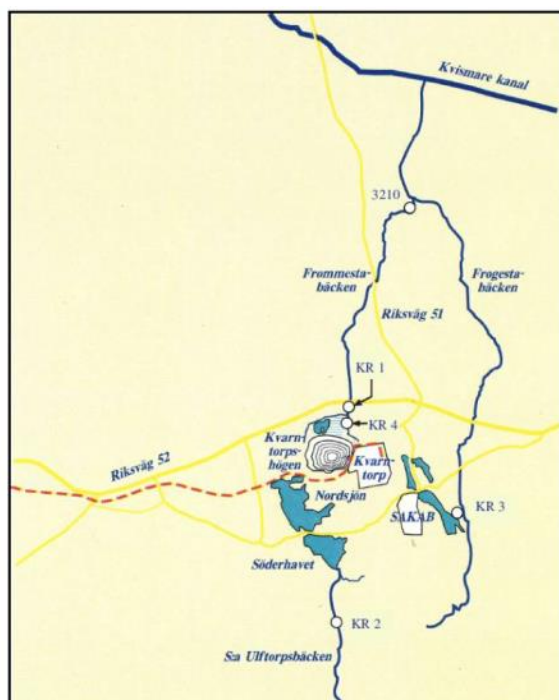 Kvismare kanal
3210
Frommesta-
bäcken
Frogesta-
bäcken
Riksväg 51
KR 1
KR 4
Kvarn-
torps-
högen
Kvarn-
torp
Riksväg 52
Nordsjön
SAKAB
KR 3
Söderhavet
KR 2
S:a Ulftorpsbäcken